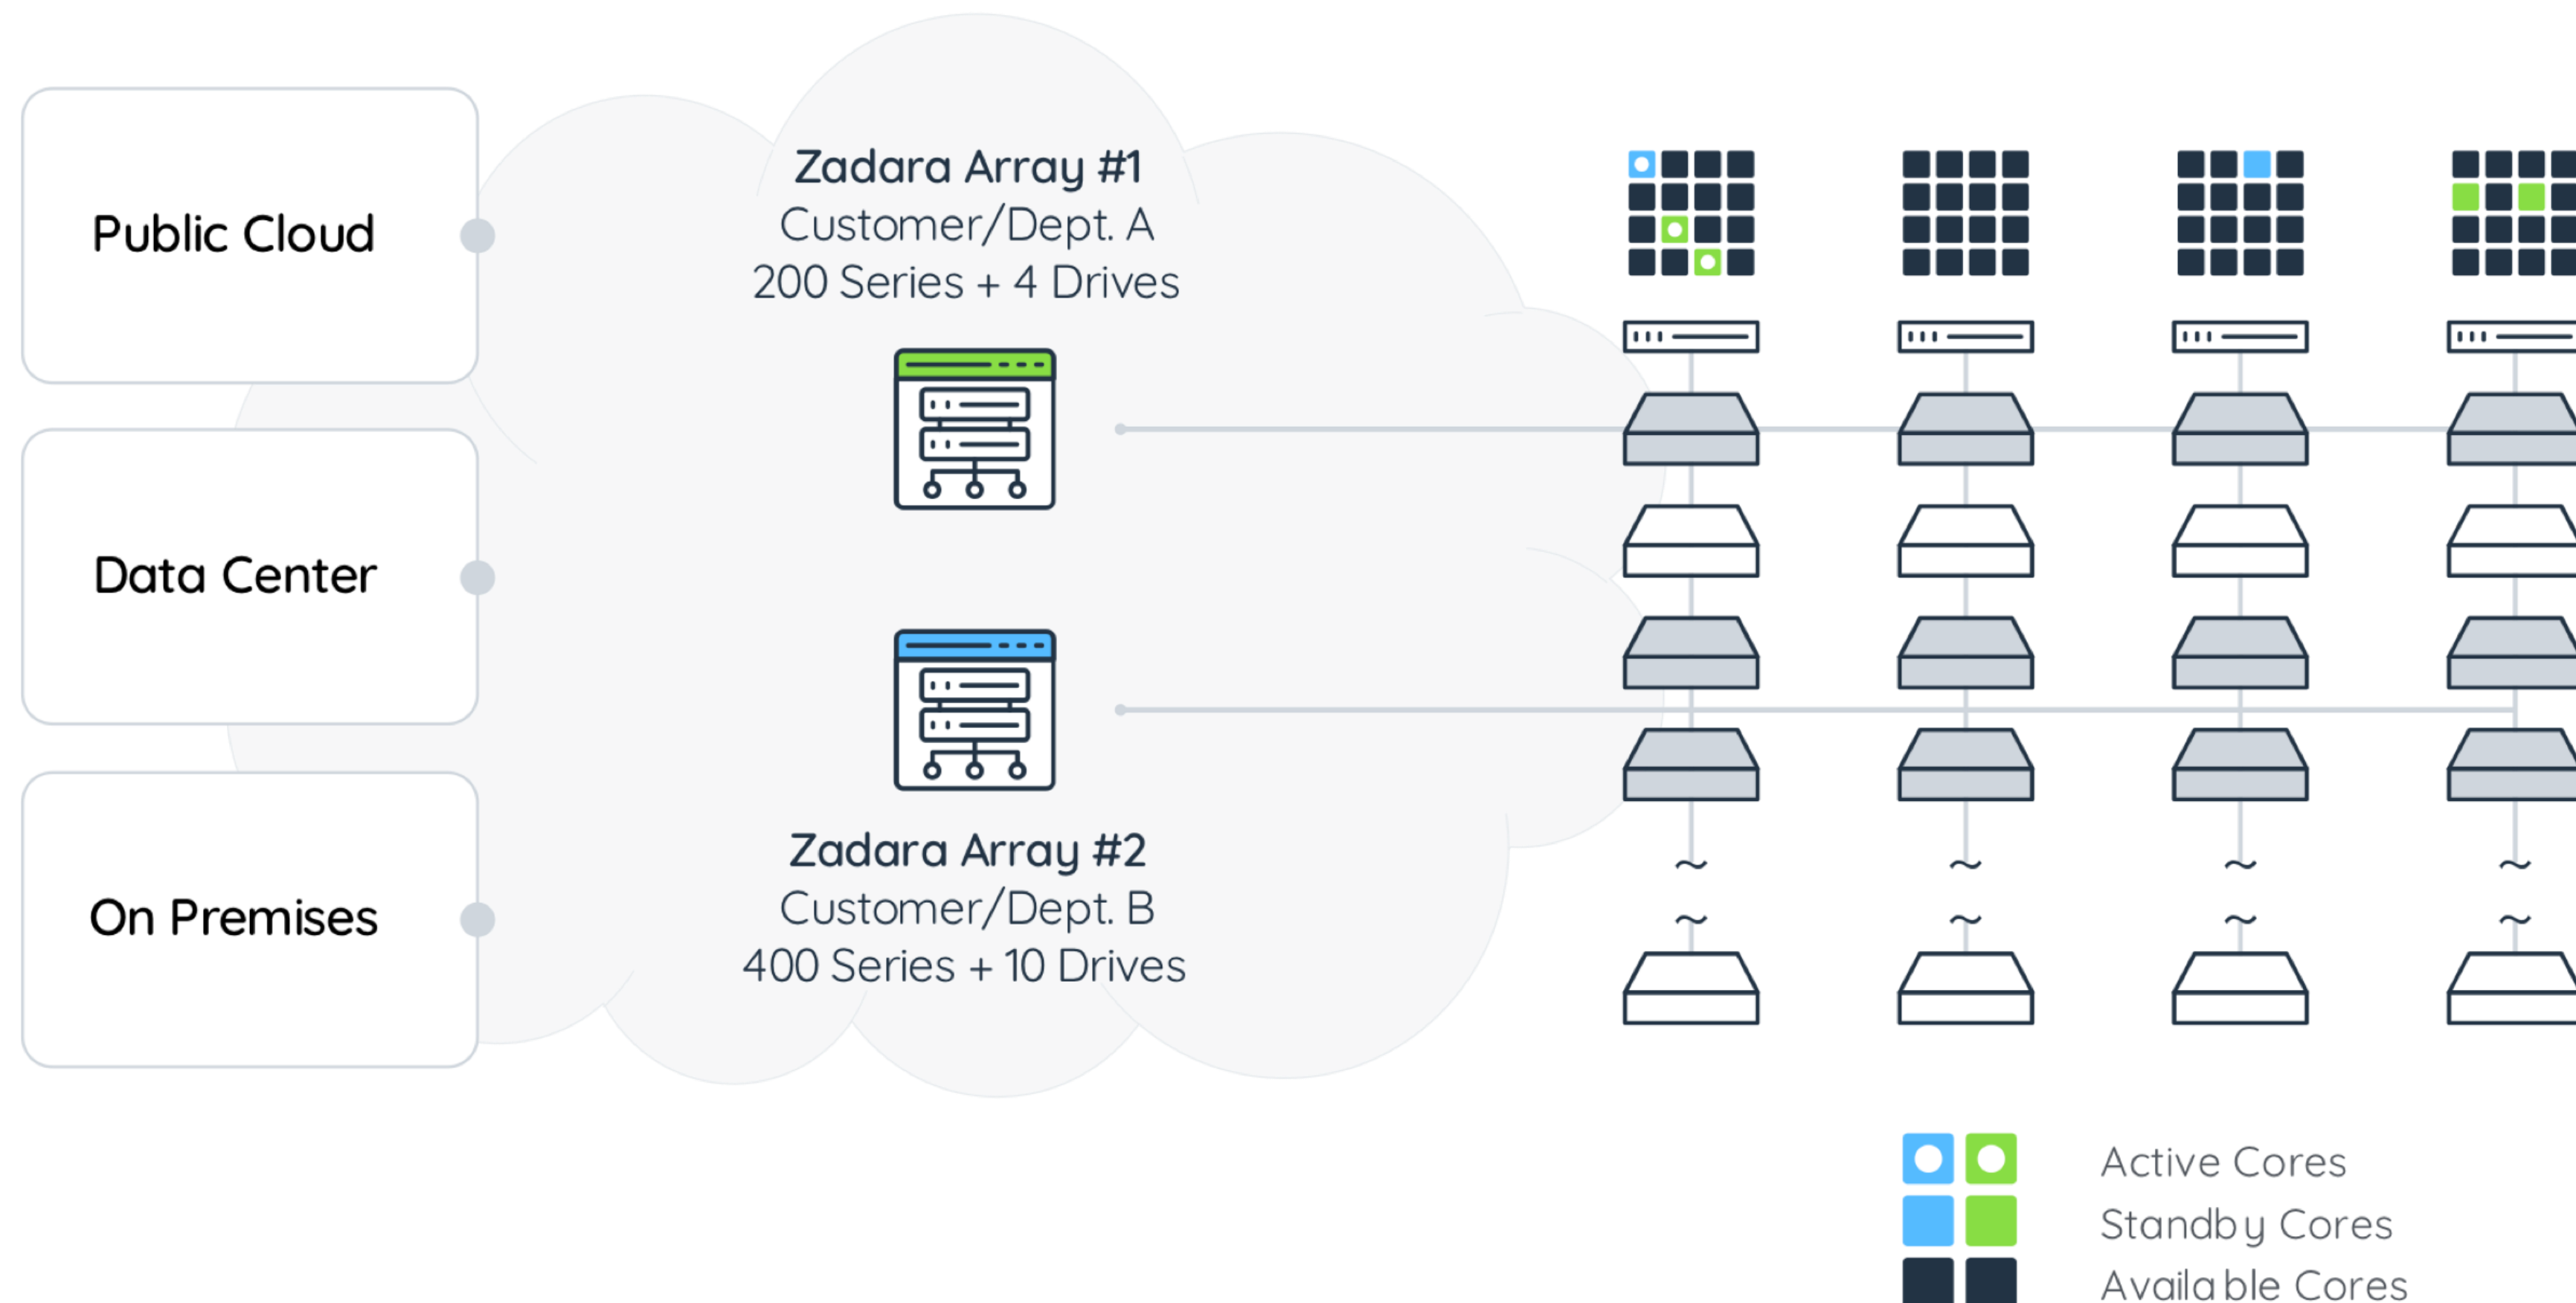 Public Cloud
Data Center
On Premises
Zadara Array #1
Customer/Dept. A
200 Series + 4 Drives
Zadara Array #2
Customer/Dept. B
400 Series + 10 Drives
Active Cores
Standby Cores
Available Cores